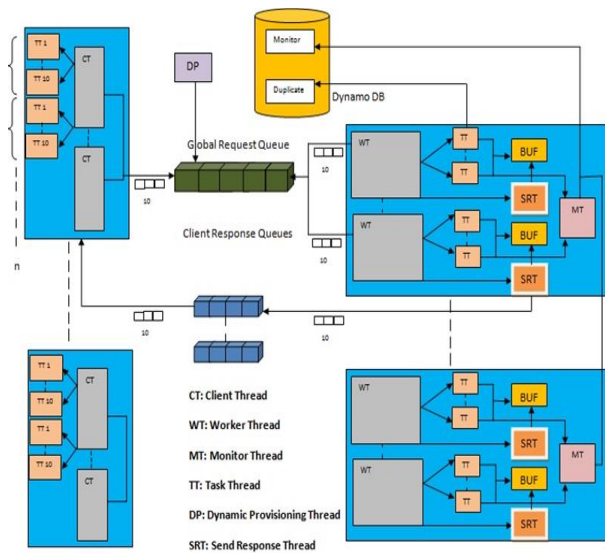 TT 1
TT 10
TT 1
TT 10
CT
CT
n
DP
Monitor
Duplicate
Dynamo DB
Global Request Queue
10
10
10
Client Response Queues
10
10
WT
TT
TT
BUF
SRT
WT
TT
TT
BUF
SRT
MT
TT 1
TT 10
TT 1
TT 10
CT
CT
CT: Client Thread
WT: Worker Thread
MT: Monitor Thread
TT: Task Thread
DP: Dynamic Provisioning Thread
SRT: Send Response Thread
WT
TT
TT
BUF
SRT
WT
TT
TT
BUF
SRT
MT